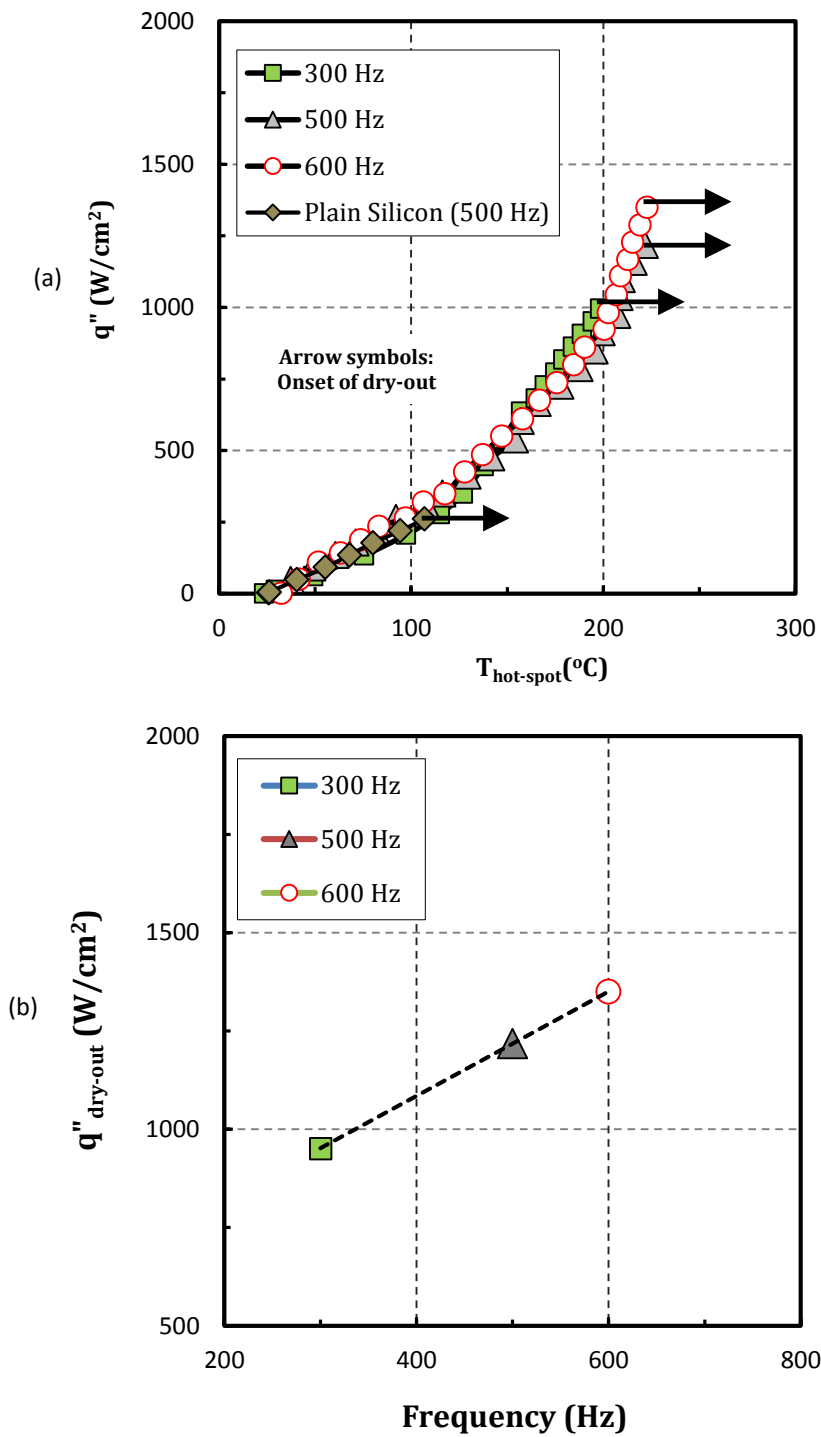 2000
300 Hz
500 Hz
600 Hz
Plain Silicon (500 Hz)
1500
(a)
q" (W/cm²)
1000
Arrow symbols:
Onset of dry-out
500
0
0 100 200 300
T hot-spot(°C)
2000
300 Hz
500 Hz
600 Hz
1500
(b)
q" dry-out (W/cm²)
1000
500
200 400 600 800
Frequency (Hz)